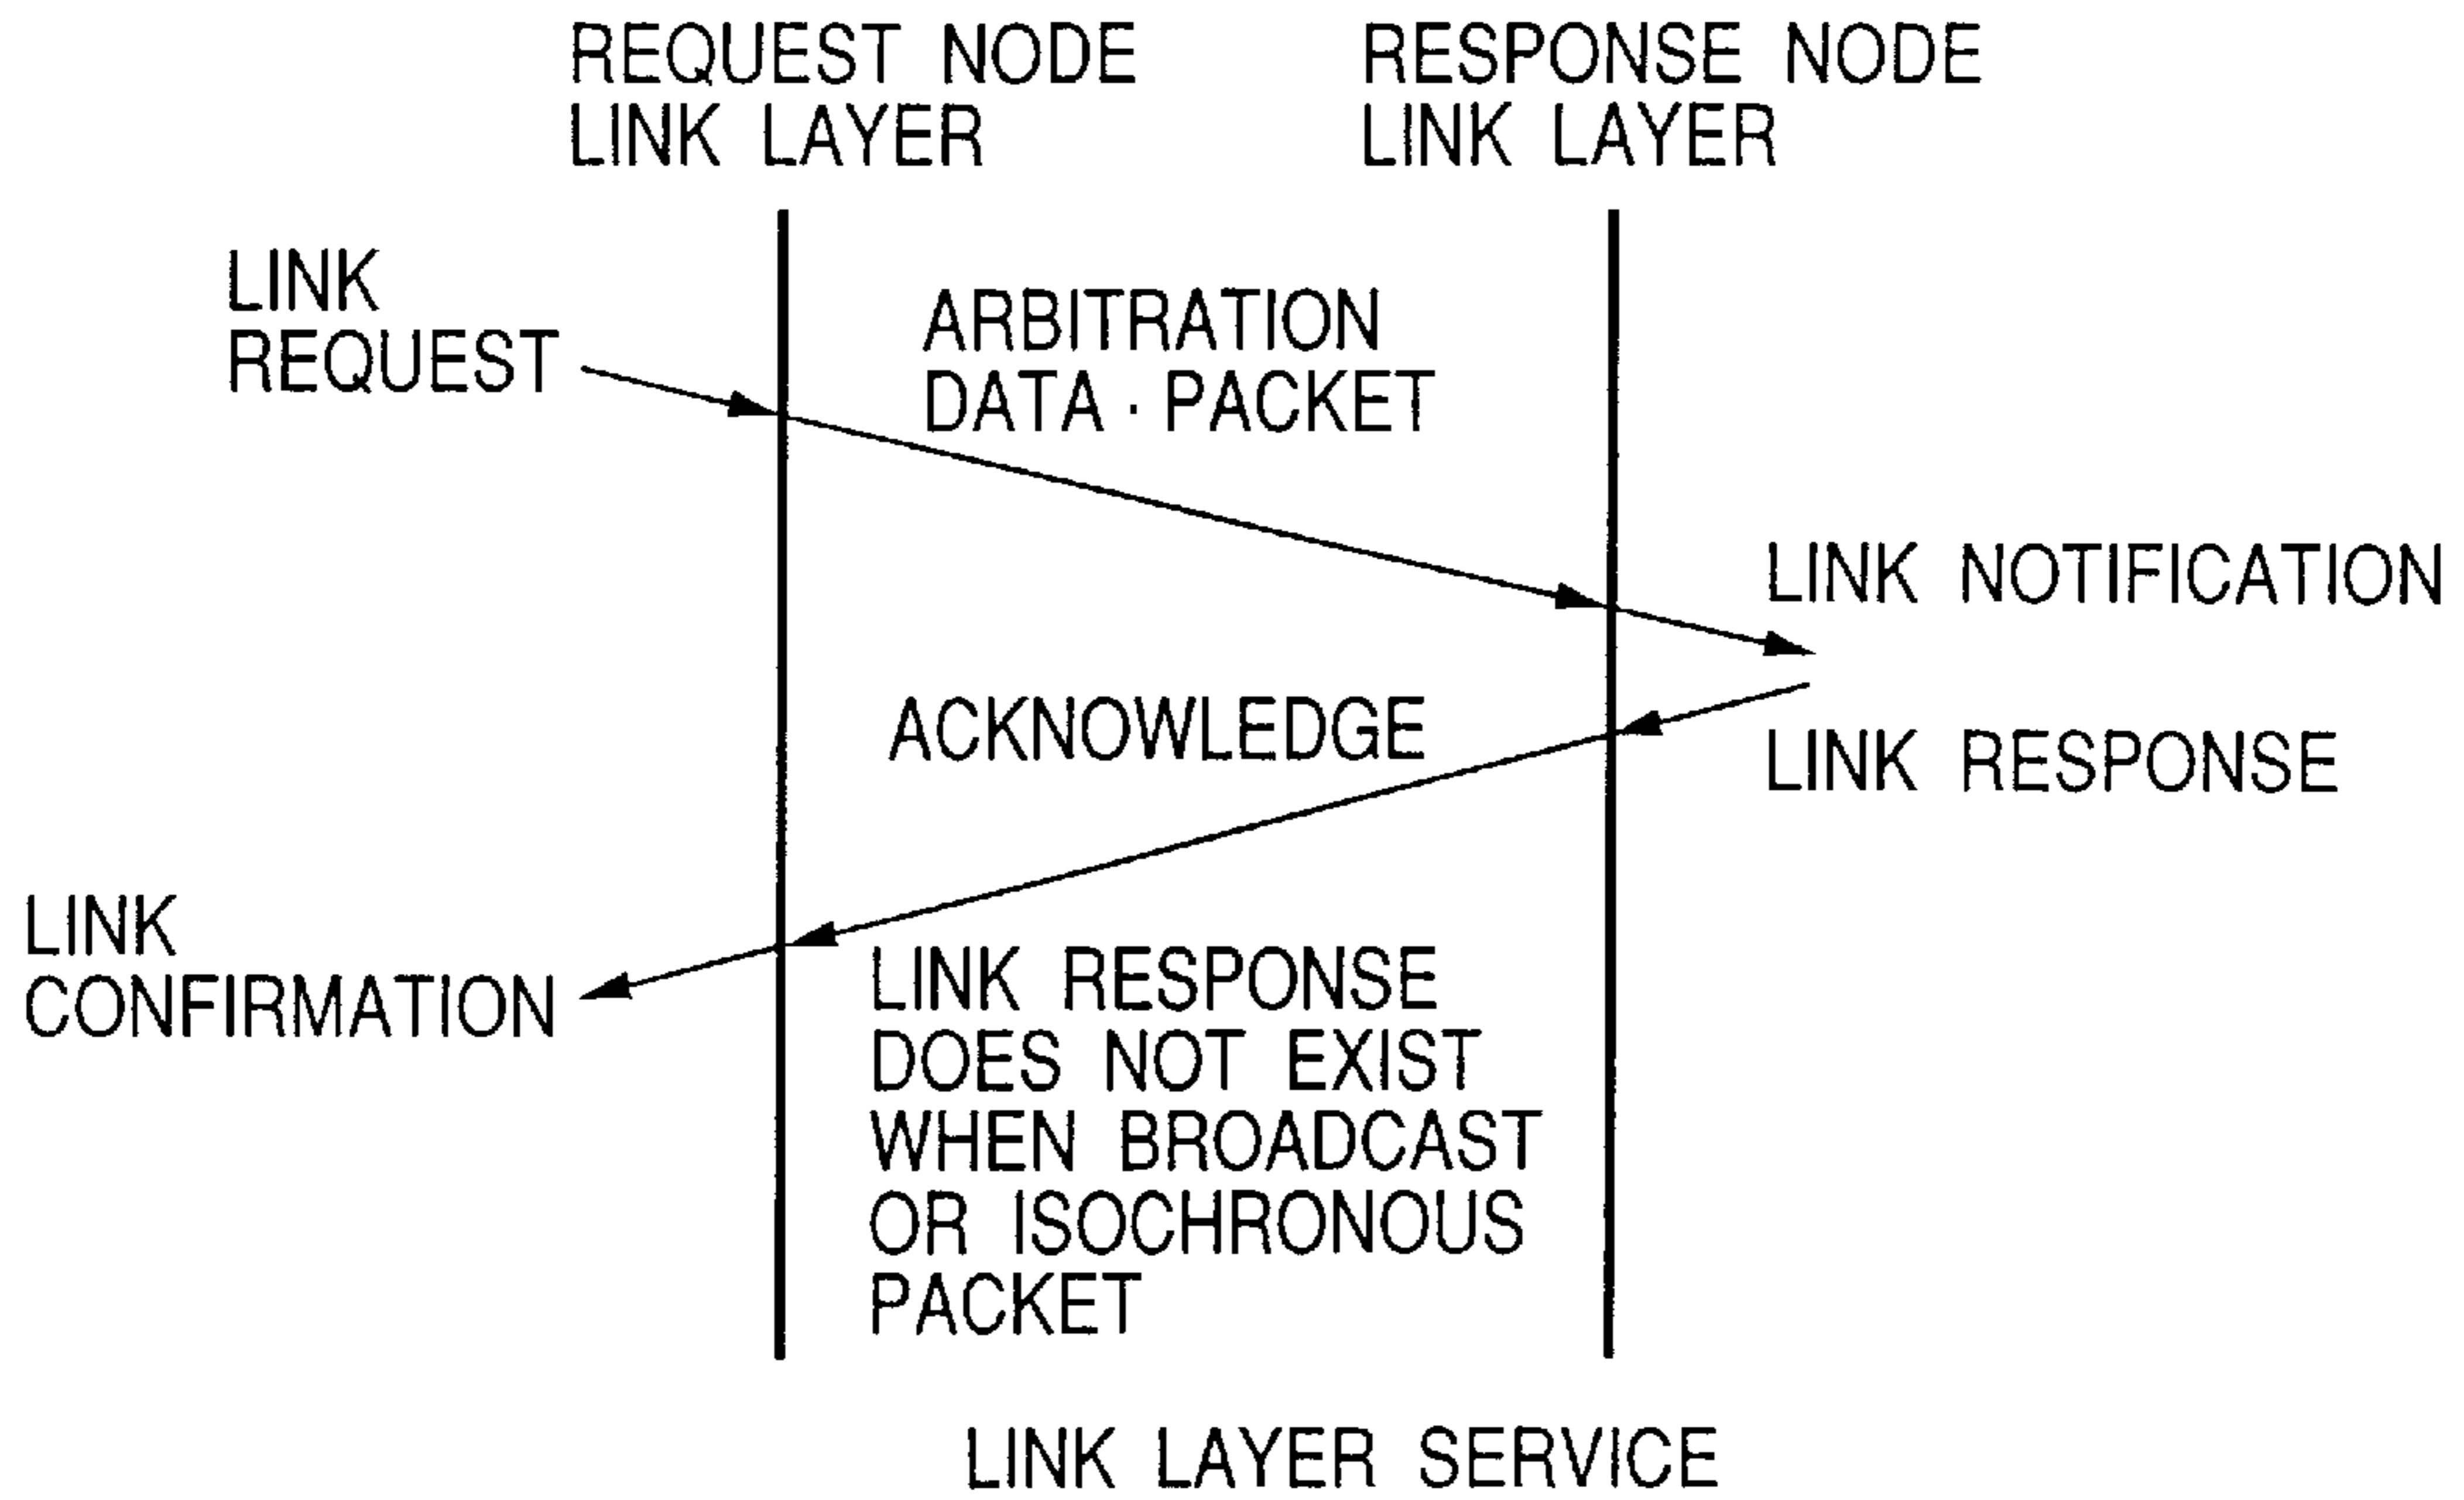 REQUEST NODE
LINK LAYER
RESPONSE NODE
LINK LAYER
LINK
REQUEST
ARBITRATION
DATA · PACKET
LINK NOTIFICATION
ACKNOWLEDGE
LINK RESPONSE
LINK
CONFIRMATION
LINK RESPONSE
DOES NOT EXIST
WHEN BROADCAST
OR ISOCHRONOUS
PACKET
LINK LAYER SERVICE